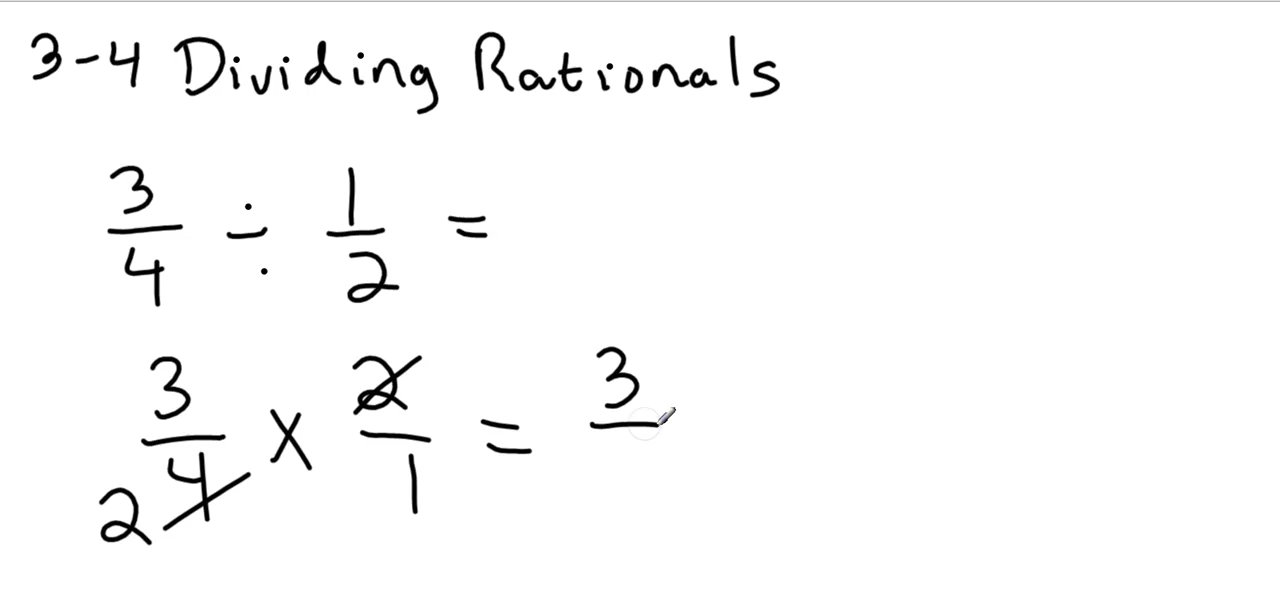 3-4 Dividing Rationals
3/4 ÷ 1/2 =
3/4 × 2/1 = 3/
2